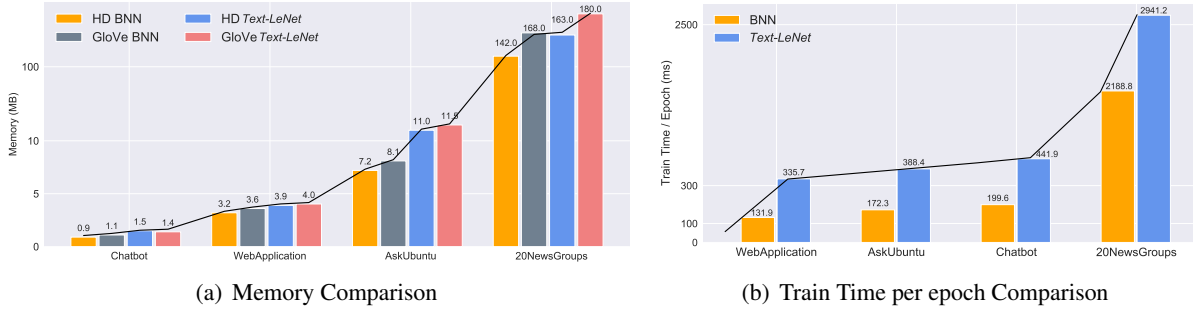 HD BNN
HD Text-LeNet
GloVe BNN
GloVe Text-LeNet
180.0
168.0
163.0
142.0
100
11.0
11.5
10
8.1
7.2
5
3.2
3.6
3.9
4.0
0.9
1.1
1.5
1.4
0
Memory (MB)
Chatbot
WebApplication
AskUbuntu
20NewsGroups
(a) Memory Comparison
BNN
Text-LeNet
2941.2
2500
2188.8
441.9
388.4
335.7
300
199.6
172.3
131.9
100
0
Train Time / Epoch (ms)
WebApplication
AskUbuntu
Chatbot
20NewsGroups
(b) Train Time per epoch Comparison